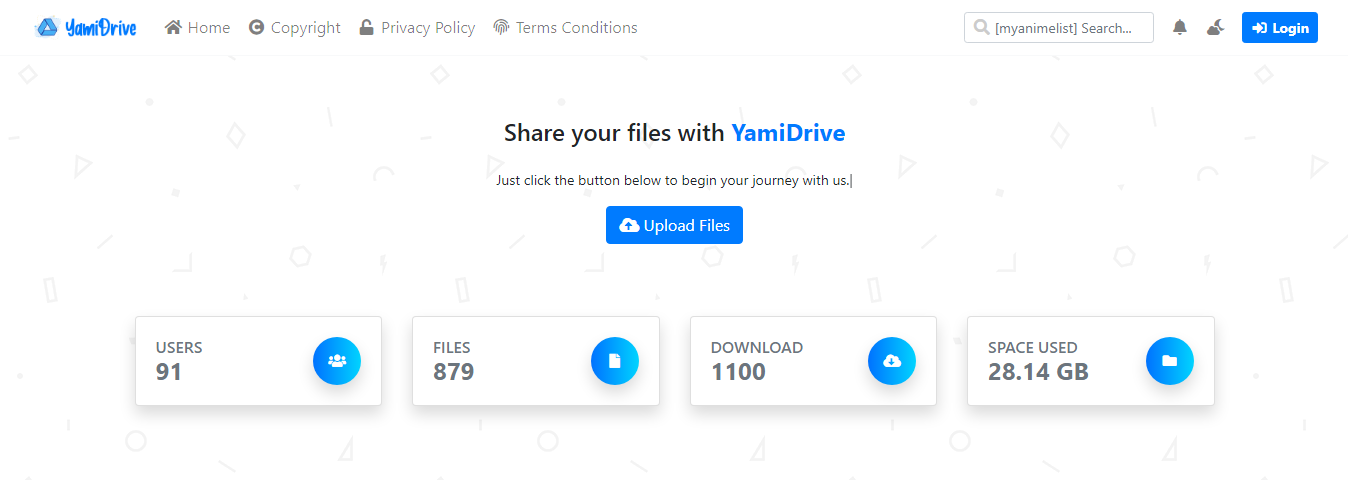 YamiDrive Home Copyright Privacy Policy Terms Conditions [myanimelist] Search... Login
Share your files with YamiDrive
Just click the button below to begin your journey with us.|
Upload Files
USERS
91
FILES
879
DOWNLOAD
1100
SPACE USED
28.14 GB